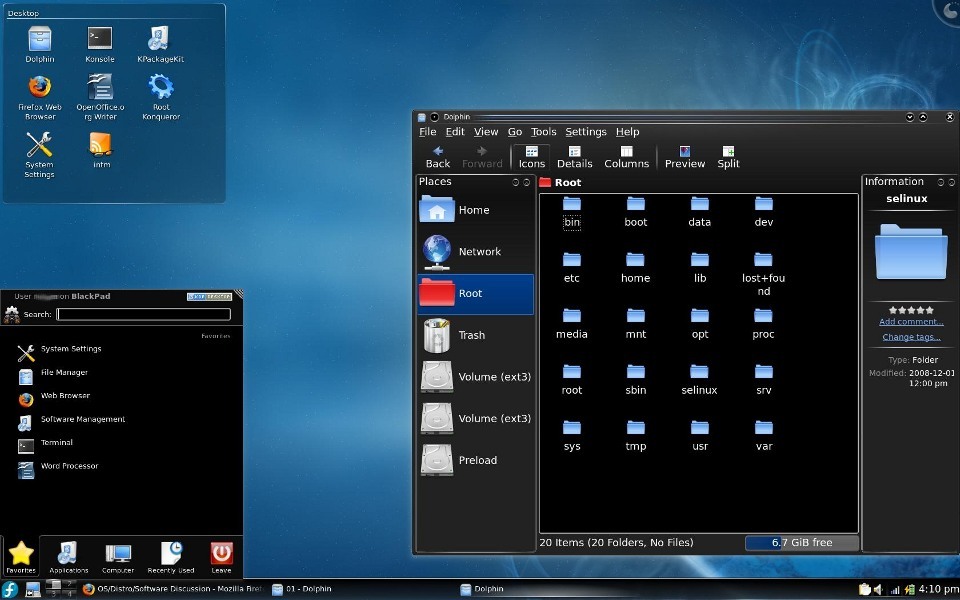 Desktop
Dolphin
Konsole
KPackageKit
Firefox Web
Browser
OpenOffice.o
rg Writer
Root
Konqueror
System
Settings
intm
User on BlackPad
KDE DESKTOP
Search:
Favorites
System Settings
File Manager
Web Browser
Software Management
Terminal
Word Processor
Favorites
Applications
Computer
Recently Used
Leave
Dolphin
File Edit View Go Tools Settings Help
Back
Forward
Icons
Details
Columns
Preview
Split
Places
Home
Network
Root
Trash
Volume (ext3)
Volume (ext3)
Preload
Root
bin
boot
data
dev
etc
home
lib
lost+fou
nd
media
mnt
opt
proc
root
sbin
selinux
srv
sys
tmp
usr
var
20 Items (20 Folders, No Files)
6.7 GiB free
Information
selinux
Add comment...
Change tags...
Type: Folder
Modified: 2008-12-01
12:00 pm
OS/Distro/Software Discussion - Mozilla Firef
01 - Dolphin
Dolphin
4:10 pm